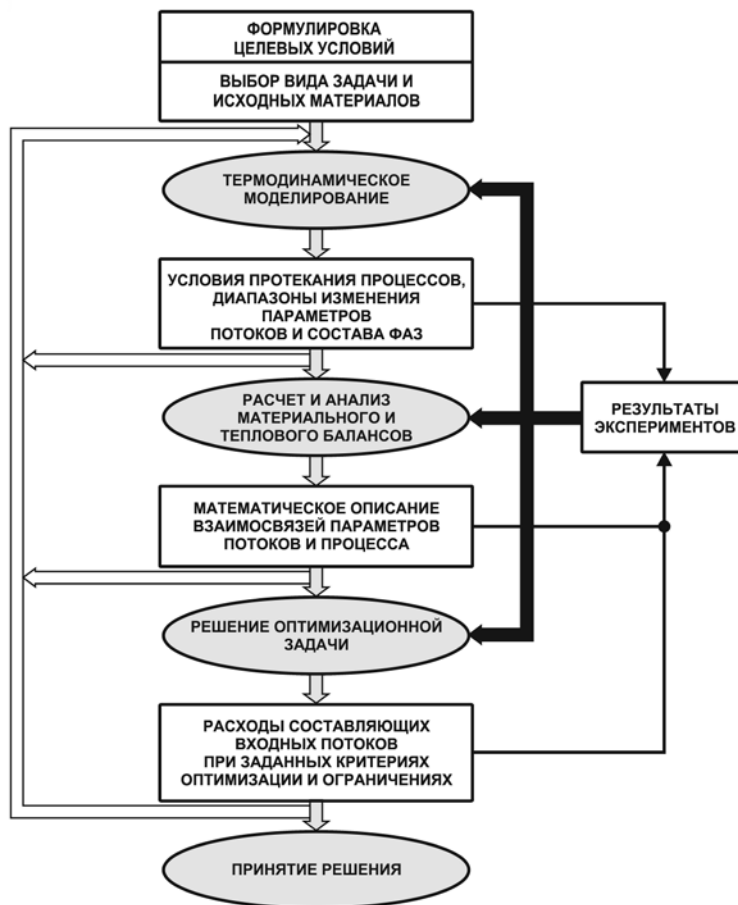 ФОРМУЛИРОВКА
ЦЕЛЕВЫХ УСЛОВИЙ
ВЫБОР ВИДА ЗАДАЧИ И
ИСХОДНЫХ МАТЕРИАЛОВ
ТЕРМОДИНАМИЧЕСКОЕ
МОДЕЛИРОВАНИЕ
УСЛОВИЯ ПРОТЕКАНИЯ ПРОЦЕССОВ,
ДИАПАЗОНЫ ИЗМЕНЕНИЯ
ПАРАМЕТРОВ
ПОТОКОВ И СОСТАВА ФАЗ
РАСЧЕТ И АНАЛИЗ
МАТЕРИАЛЬНОГО И
ТЕПЛОВОГО БАЛАНСОВ
РЕЗУЛЬТАТЫ
ЭКСПЕРИМЕНТОВ
МАТЕМАТИЧЕСКОЕ ОПИСАНИЕ
ВЗАИМОСВЯЗЕЙ ПАРАМЕТРОВ
ПОТОКОВ И ПРОЦЕССА
РЕШЕНИЕ ОПТИМИЗАЦИОННОЙ
ЗАДАЧИ
РАСХОДЫ СОСТАВЛЯЮЩИХ
ВХОДНЫХ ПОТОКОВ
ПРИ ЗАДАННЫХ КРИТЕРИЯХ
ОПТИМИЗАЦИИ И ОГРАНИЧЕНИЯХ
ПРИНЯТИЕ РЕШЕНИЯ